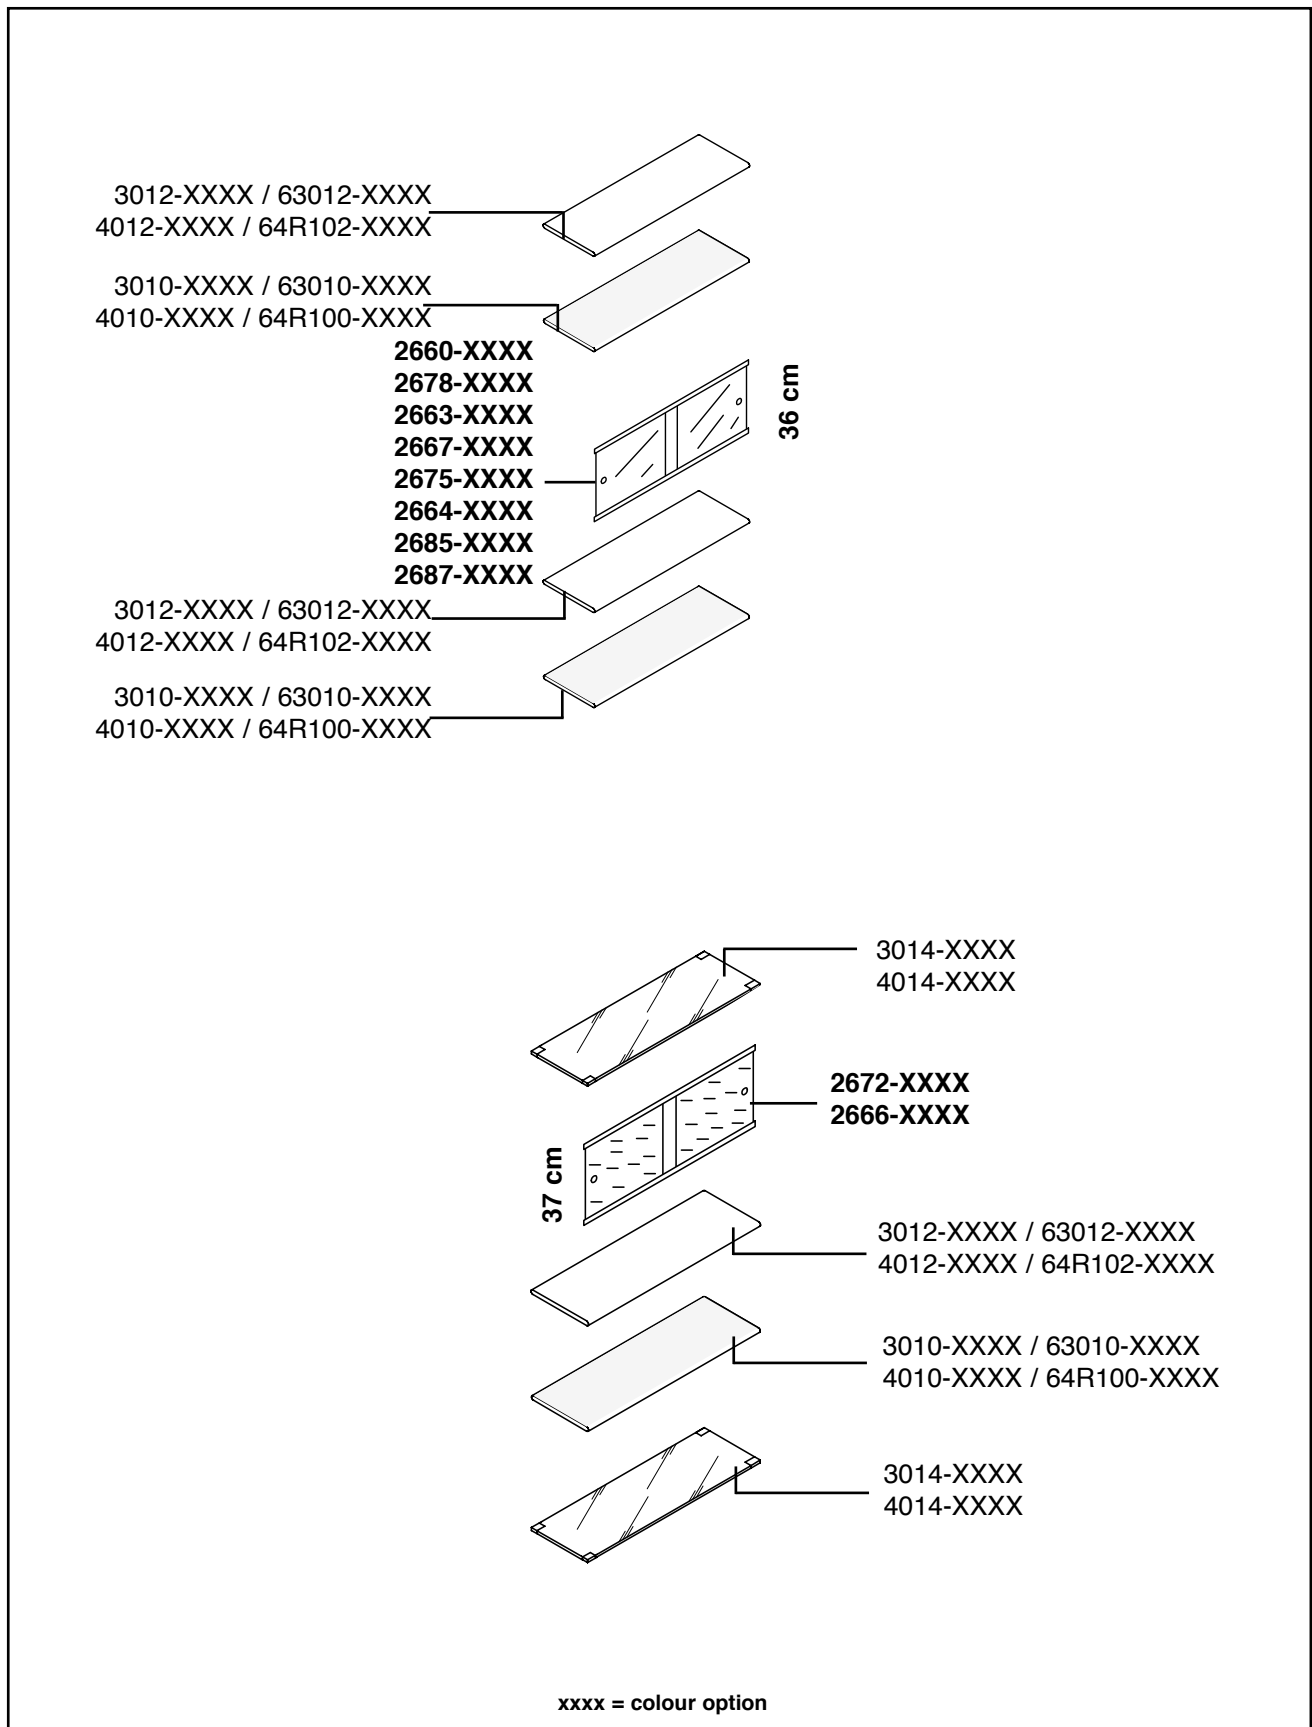 3012-XXXX / 63012-XXXX
4012-XXXX / 64R102-XXXX
3010-XXXX / 63010-XXXX
4010-XXXX / 64R100-XXXX
2660-XXXX
2678-XXXX
2663-XXXX
2667-XXXX
2675-XXXX
2664-XXXX
2685-XXXX
2687-XXXX
36 cm
3012-XXXX / 63012-XXXX
4012-XXXX / 64R102-XXXX
3010-XXXX / 63010-XXXX
4010-XXXX / 64R100-XXXX
3014-XXXX
4014-XXXX
2672-XXXX
2666-XXXX
37 cm
3012-XXXX / 63012-XXXX
4012-XXXX / 64R102-XXXX
3010-XXXX / 63010-XXXX
4010-XXXX / 64R100-XXXX
3014-XXXX
4014-XXXX
xxxx = colour option